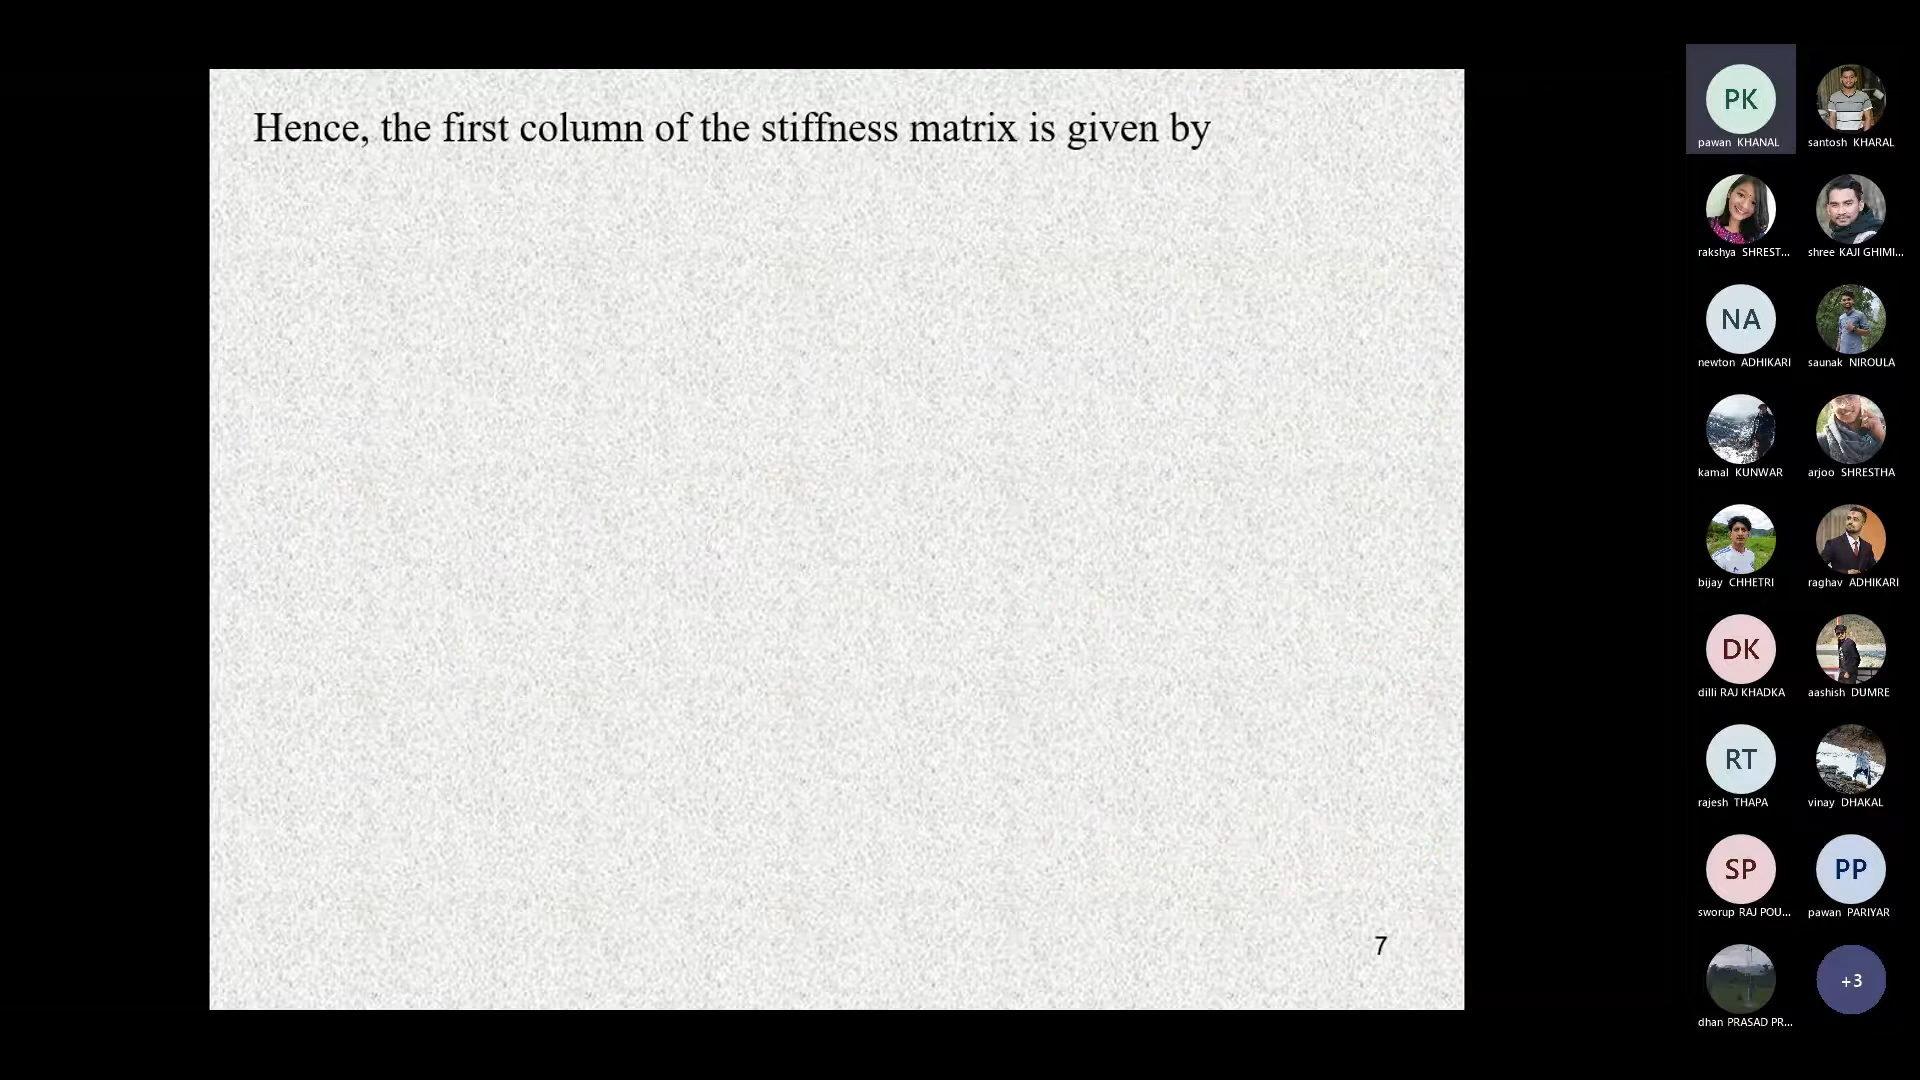 Hence, the first column of the stiffness matrix is given by
7
PK
pawan KHANAL
santosh KHARAL
rakshya SHREST...
shree KAJI GHIMI...
NA
newton ADHIKARI
saunak NIROULA
kamal KUNWAR
arjoo SHRESTHA
bijay CHHETRI
raghav ADHIKARI
DK
dilli RAJ KHADKA
aashish DUMRE
RT
rajesh THAPA
vinay DHAKAL
SP
PP
sworup RAJ POU...
pawan PARIYAR
+3
dhan PRASAD PR...